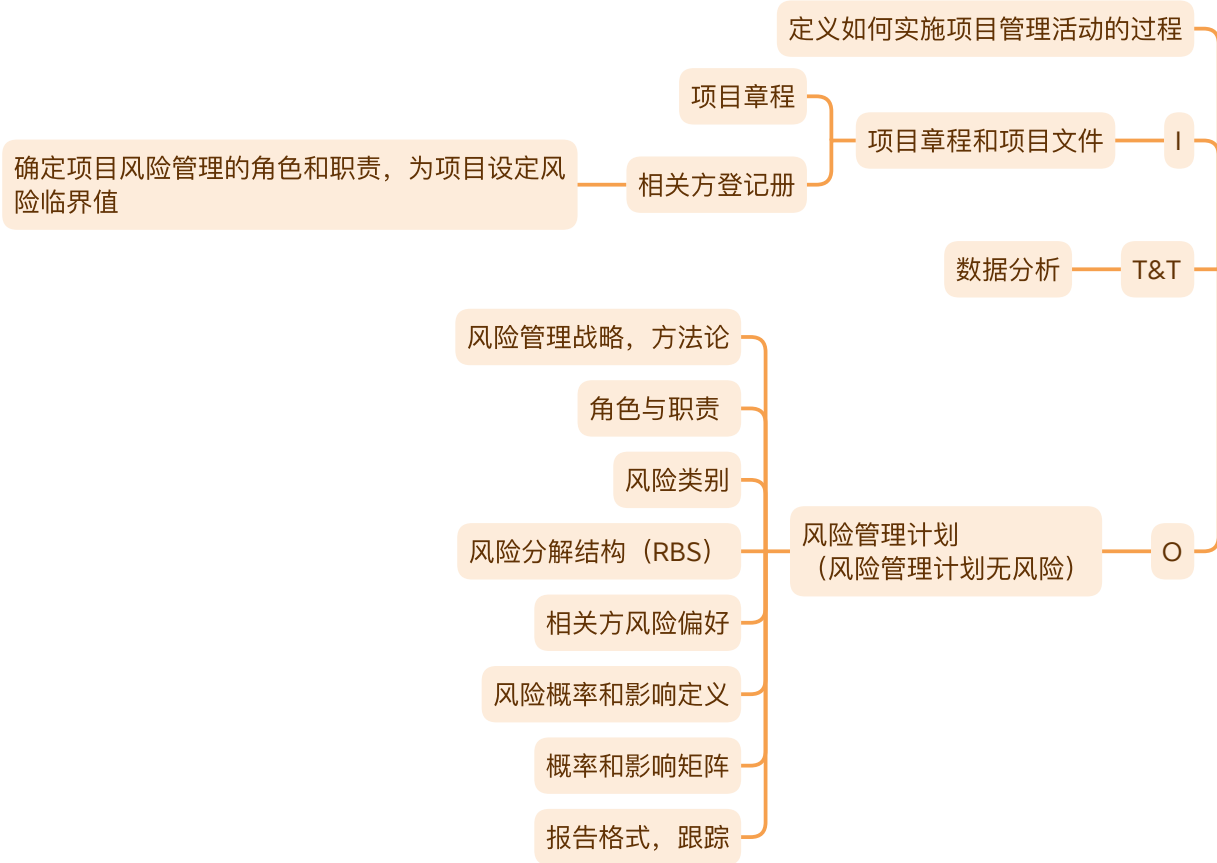 定义如何实施项目管理活动的过程
项目章程
项目章程和项目文件
I
确定项目风险管理的角色和职责，为项目设定风
险临界值
相关方登记册
数据分析
T&T
风险管理战略，方法论
角色与职责
风险类别
风险管理计划
（风险管理计划无风险）
O
风险分解结构（RBS）
相关方风险偏好
风险概率和影响定义
概率和影响矩阵
报告格式，跟踪